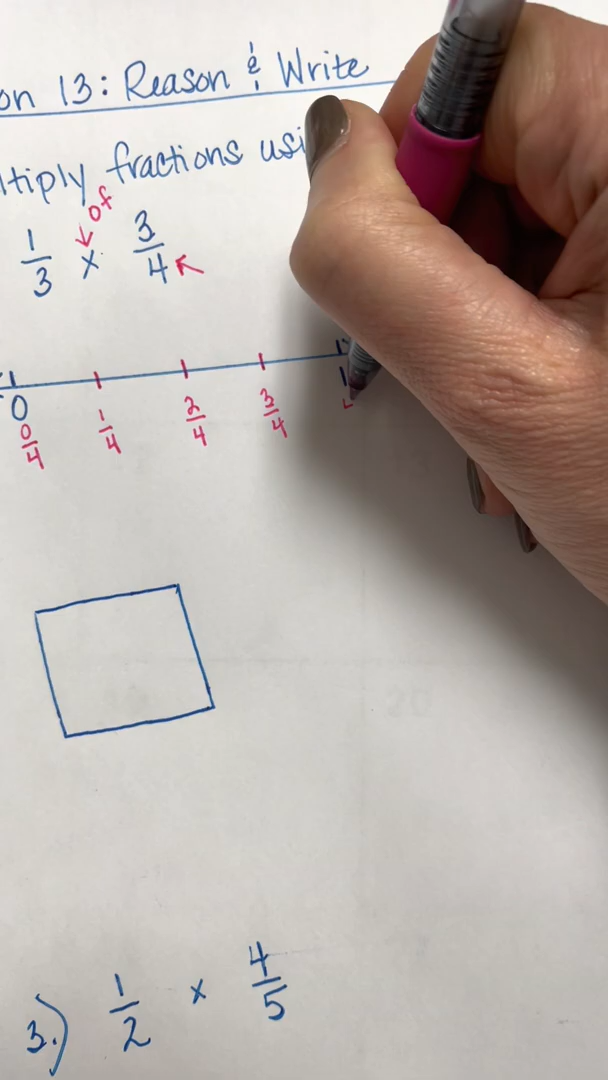 on 13: Reason & Write
ltiply fractions usi
of
1/3 x 3/4
0 1
0/4 1/4 2/4 3/4
3.) 1/2 x 4/5